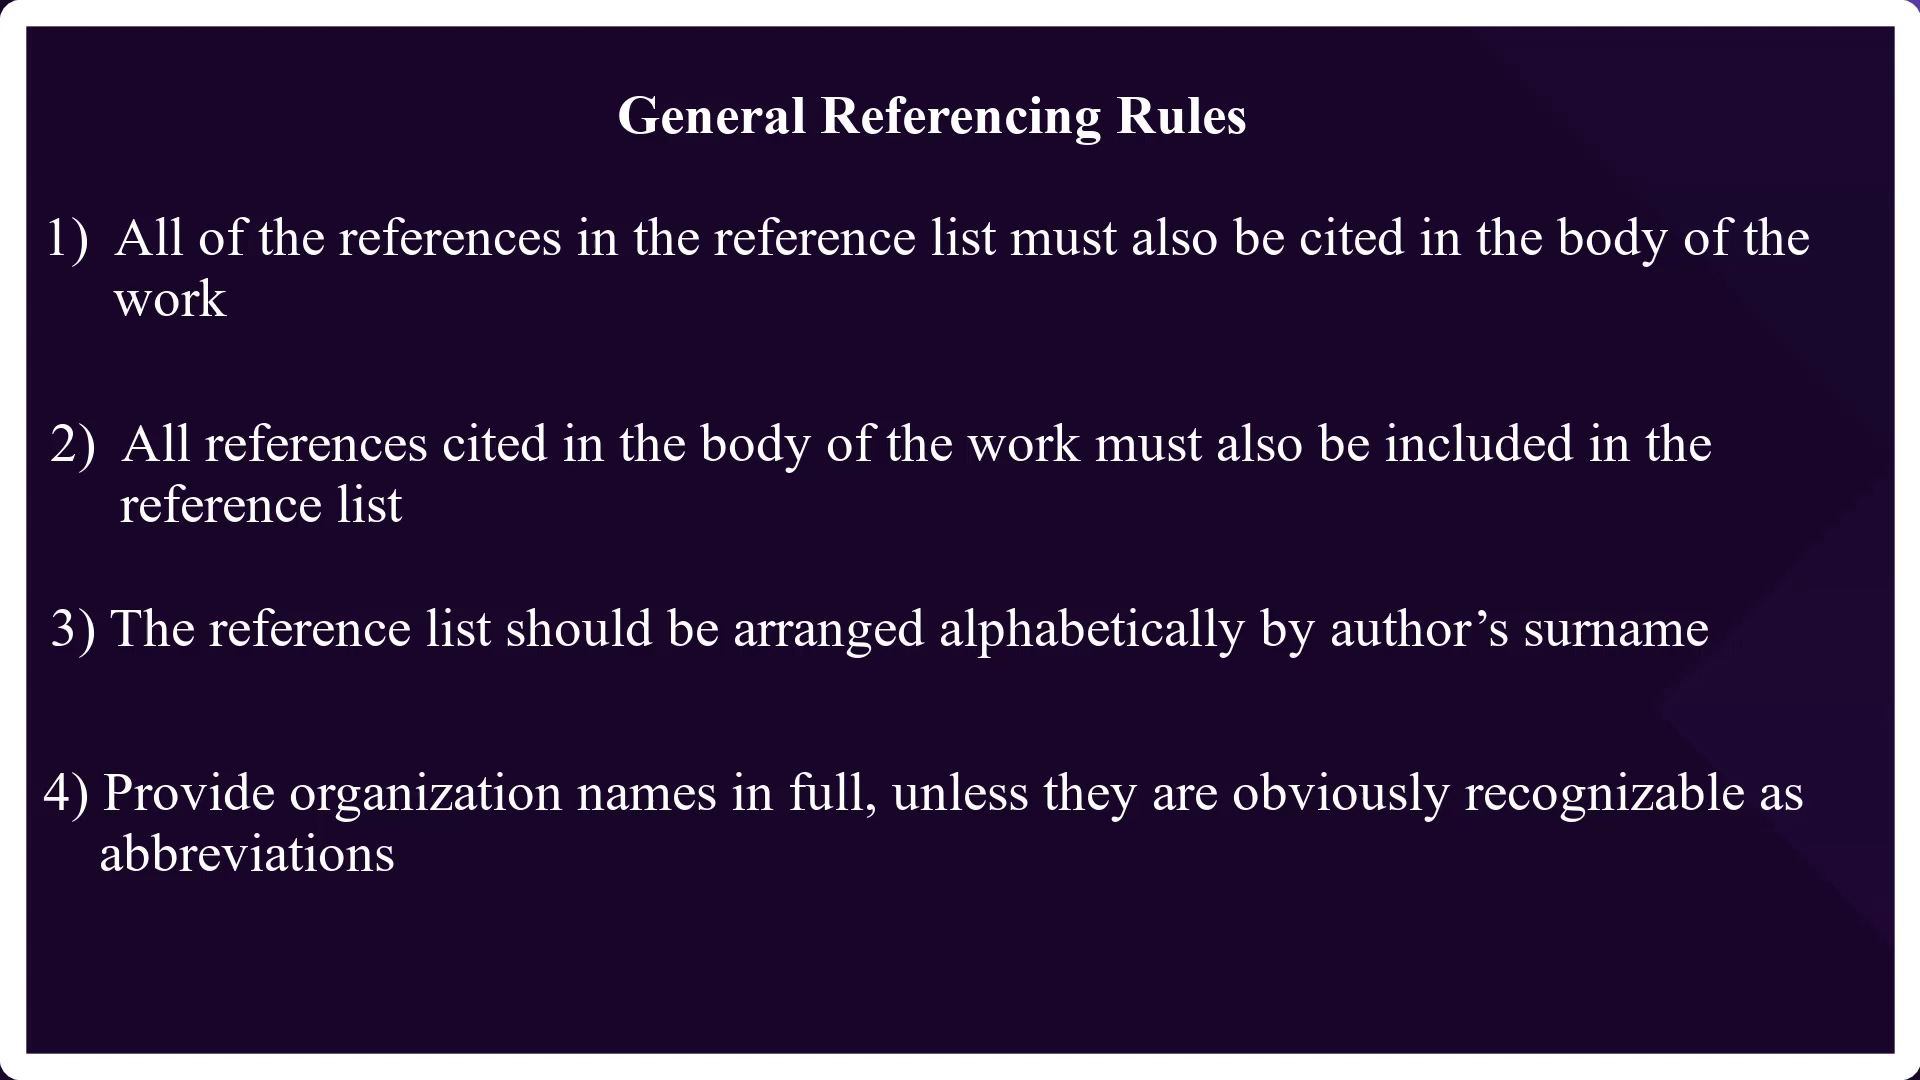 General Referencing Rules
1) All of the references in the reference list must also be cited in the body of the
work
2) All references cited in the body of the work must also be included in the
reference list
3) The reference list should be arranged alphabetically by author’s surname
4) Provide organization names in full, unless they are obviously recognizable as
abbreviations